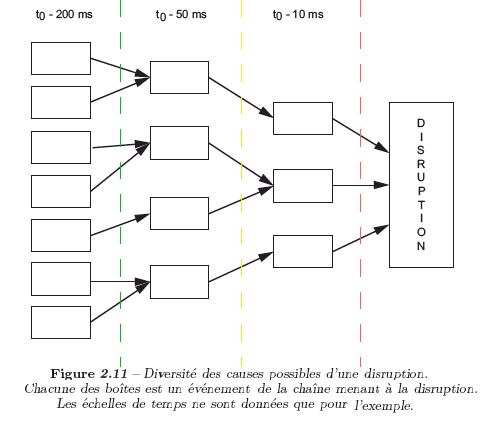 t0 - 200 ms t0 - 50 ms t0 - 10 ms
DISRUPTION
Figure 2.11 – Diversité des causes possibles d'une disruption.
Chacune des boîtes est un événement de la chaîne menant à la disruption.
Les échelles de temps ne sont données que pour l'exemple.